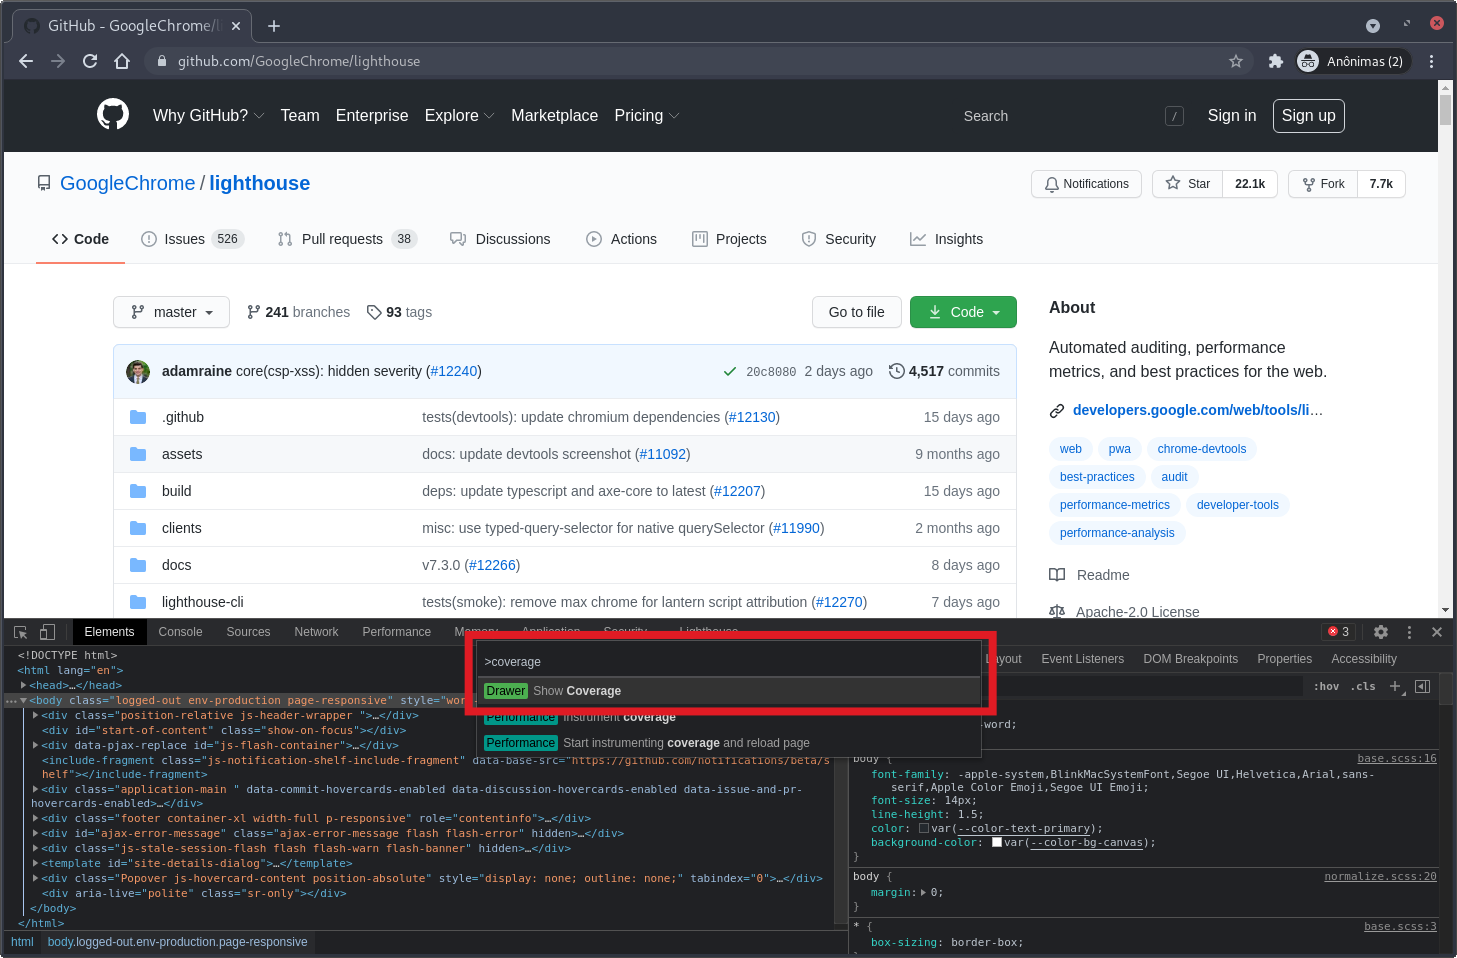 GitHub - GoogleChrome/li
github.com/GoogleChrome/lighthouse
Anônimas (2)
Why GitHub? Team Enterprise Explore Marketplace Pricing Search / Sign in Sign up
GoogleChrome / lighthouse
Notifications Star 22.1k Fork 7.7k
Code Issues 526 Pull requests 38 Discussions Actions Projects Security Insights
master 241 branches 93 tags Go to file Code
adamraine core(csp-xss): hidden severity (#12240) 20c8080 2 days ago 4,517 commits
.github tests(devtools): update chromium dependencies (#12130) 15 days ago
assets docs: update devtools screenshot (#11092) 9 months ago
build deps: update typescript and axe-core to latest (#12207) 15 days ago
clients misc: use typed-query-selector for native querySelector (#11990) 2 months ago
docs v7.3.0 (#12266) 8 days ago
lighthouse-cli tests(smoke): remove max chrome for lantern script attribution (#12270) 7 days ago
About
Automated auditing, performance
metrics, and best practices for the web.
developers.google.com/web/tools/li…
web pwa chrome-devtools
best-practices audit
performance-metrics developer-tools
performance-analysis
Readme
Apache-2.0 License
Elements Console Sources Network Performance Memory Application Security Lighthouse 3
>coverage
Drawer Show Coverage
Performance Instrument coverage
Performance Start instrumenting coverage and reload page
<!DOCTYPE html>
<html lang="en">
<head>…</head>
<body class="logged-out env-production page-responsive" style="wor
<div class="position-relative js-header-wrapper ">…</div>
<div id="start-of-content" class="show-on-focus"></div>
<div data-pjax-replace id="js-flash-container">…</div>
<include-fragment class="js-notification-shelf-include-fragment" data-base-src="https://github.com/notifications/beta/s
helf"></include-fragment>
<div class="application-main " data-commit-hovercards-enabled data-discussion-hovercards-enabled data-issue-and-pr-
hovercards-enabled>…</div>
<div class="footer container-xl width-full p-responsive" role="contentinfo">…</div>
<div id="ajax-error-message" class="ajax-error-message flash flash-error" hidden>…</div>
<div class="js-stale-session-flash flash flash-warn flash-banner" hidden>…</div>
<template id="site-details-dialog">…</template>
<div class="Popover js-hovercard-content position-absolute" style="display: none; outline: none;" tabindex="0">…</div>
<div aria-live="polite" class="sr-only"></div>
</body>
</html>
html body.logged-out.env-production.page-responsive
ayout Event Listeners DOM Breakpoints Properties Accessibility
:hov .cls +
-word;
body { base.scss:16
font-family: -apple-system,BlinkMacSystemFont,Segoe UI,Helvetica,Arial,sans-
serif,Apple Color Emoji,Segoe UI Emoji;
font-size: 14px;
line-height: 1.5;
color: var(--color-text-primary);
background-color: var(--color-bg-canvas);
}
body { normalize.scss:20
margin: 0;
}
* { base.scss:3
box-sizing: border-box;